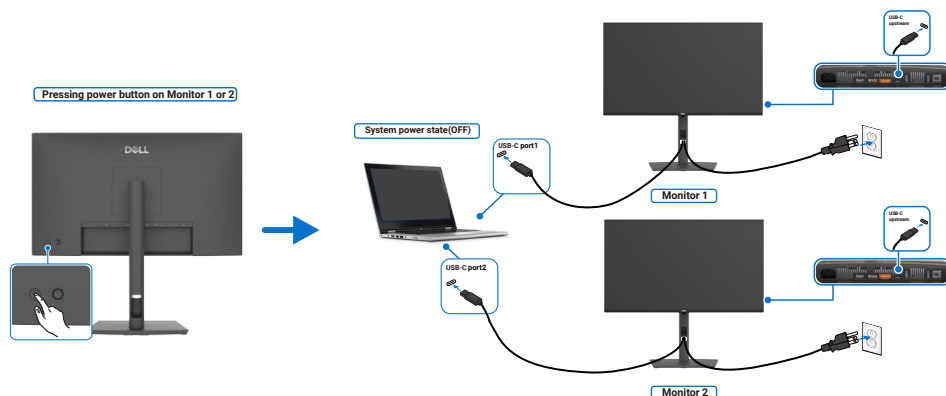 Pressing power button on Monitor 1 or 2
DELL
System power state(OFF)
USB-C port1
USB-C
upstream
Monitor 1
USB-C port2
USB-C
upstream
Monitor 2